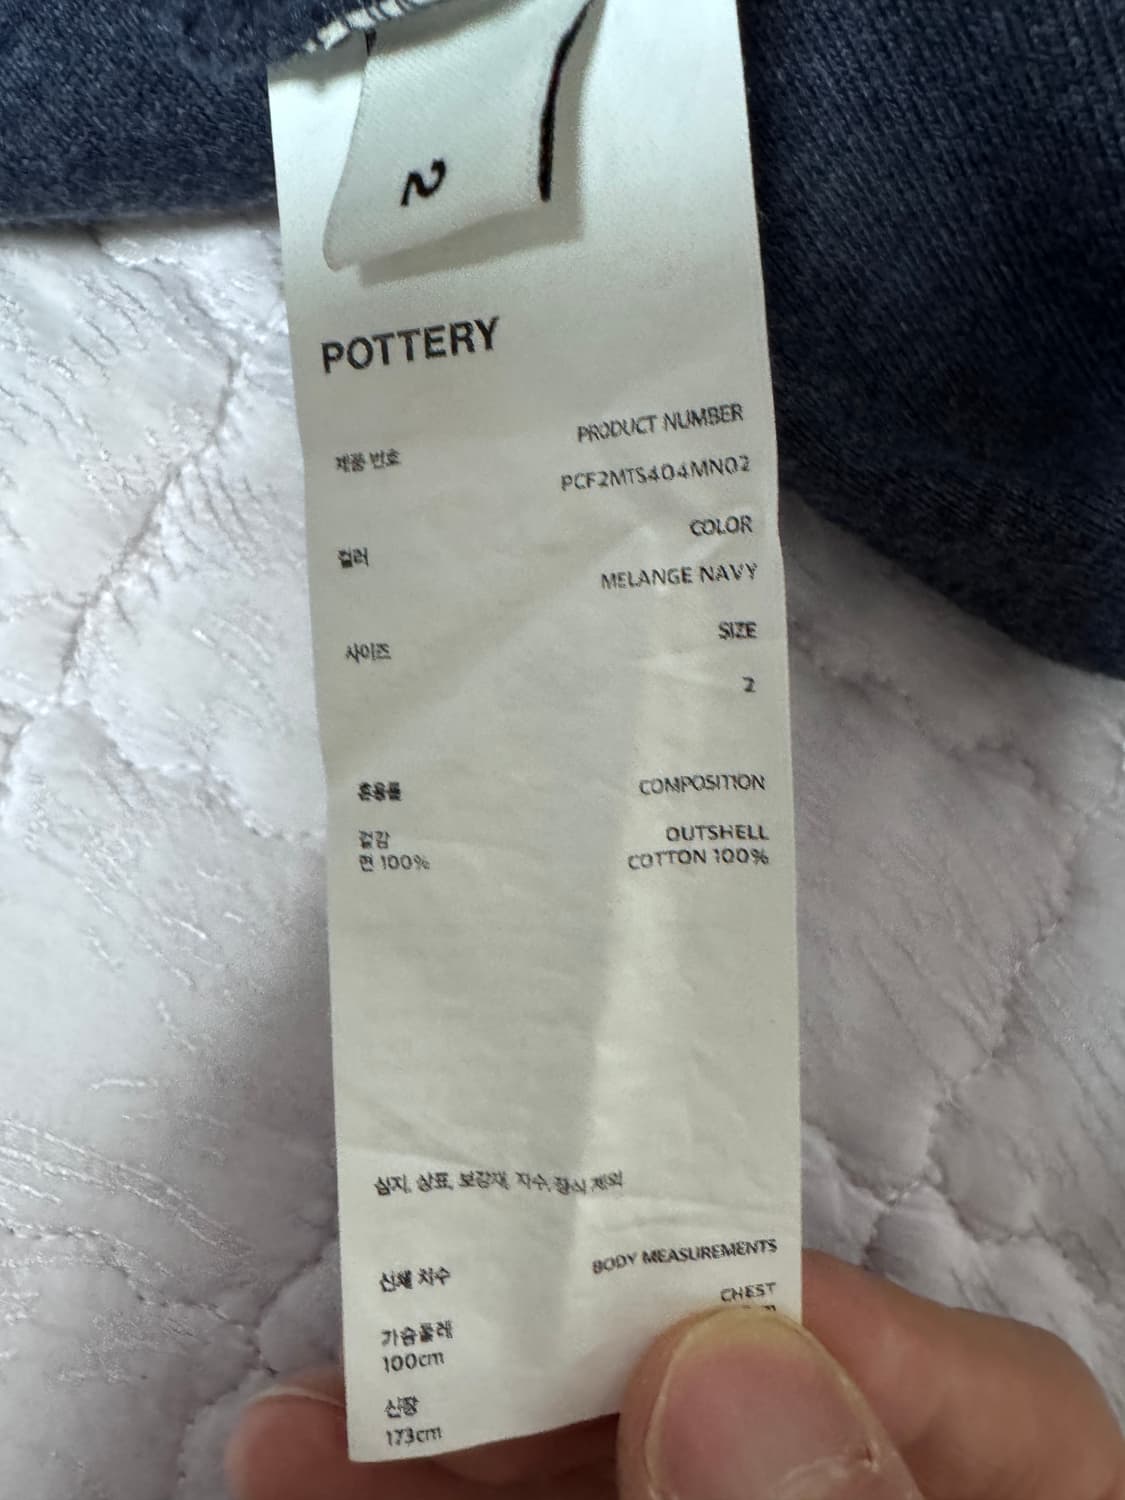 2
POTTERY
제품 번호
PRODUCT NUMBER
PCF2MTS404MN02
컬러
COLOR
MELANGE NAVY
사이즈
SIZE
2
혼용률
COMPOSITION
겉감
OUTSHELL
면 100%
COTTON 100%
심지, 상표, 보강재, 자수, 장식 제외
신체 치수
BODY MEASUREMENTS
가슴둘레
CHEST
100cm
신장
173cm